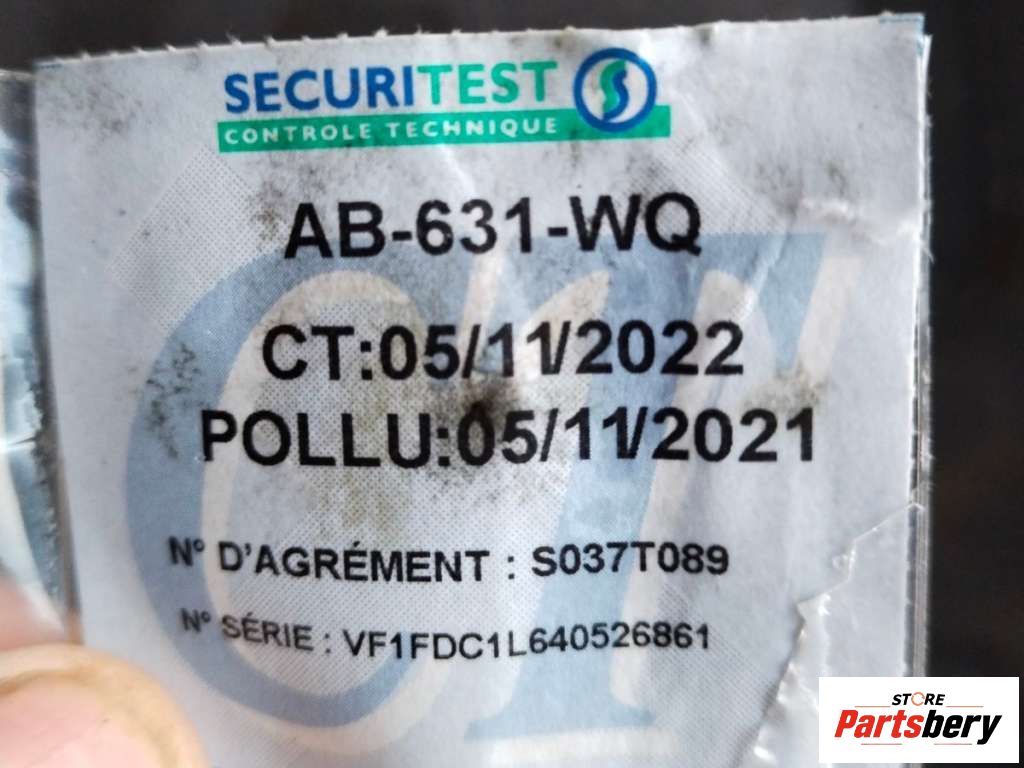 SECURITEST
CONTROLE TECHNIQUE
AB-631-WQ
CT:05/11/2022
POLLU:05/11/2021
N° D'AGRÉMENT : S037T089
N° SÉRIE : VF1FDC1L640526861
CT
STORE
Partsbery